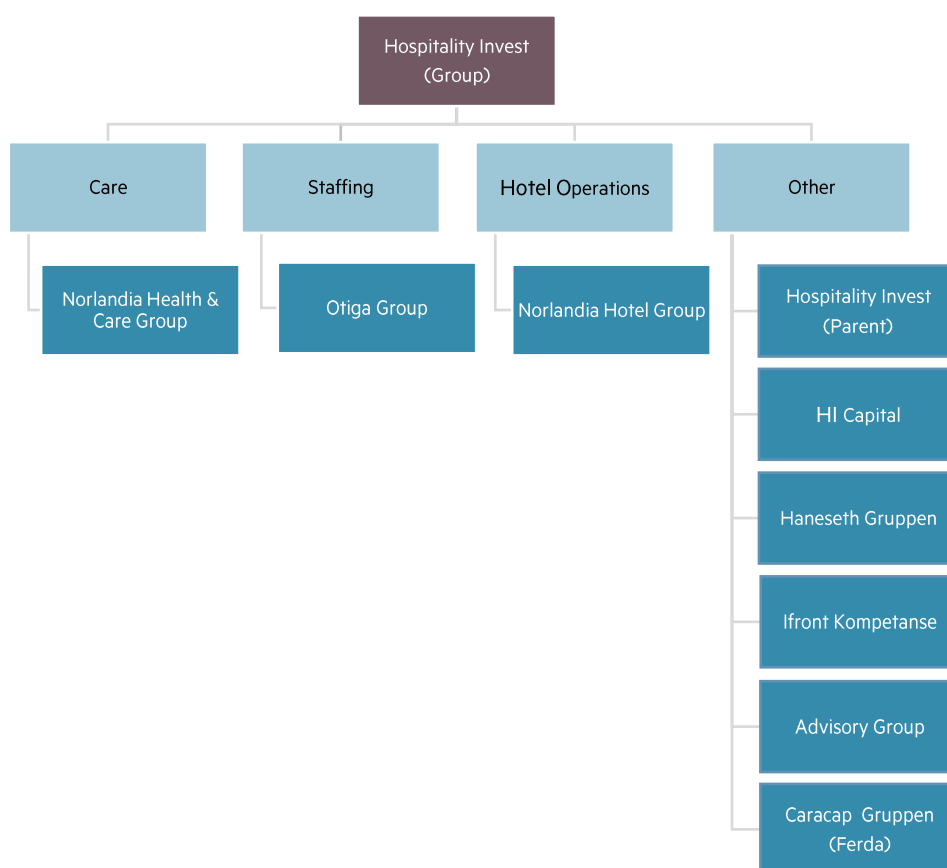 Hospitality Invest
(Group)
Care
Staffing
Hotel Operations
Other
Norlandia Health &
Care Group
Otiga Group
Norlandia Hotel Group
Hospitality Invest
(Parent)
HI Capital
Haneseth Gruppen
Ifront Kompetanse
Advisory Group
Caracap Gruppen
(Ferda)